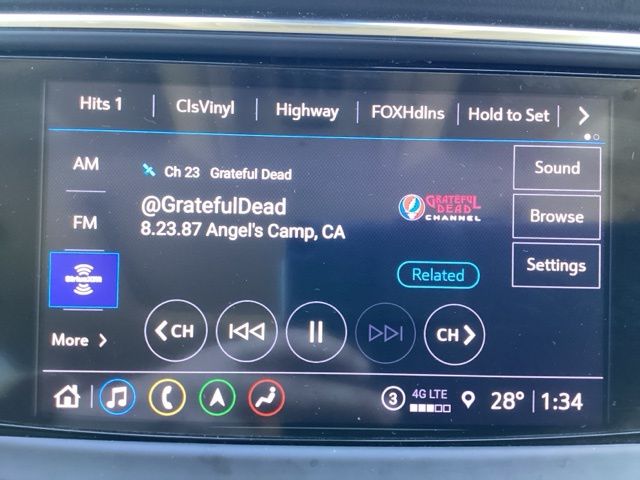 Hits 1 ClsVinyl Highway FOXHdlns Hold to Set
AM
Ch 23 Grateful Dead
Sound
@GratefulDead
GRATEFUL DEAD CHANNEL
FM
8.23.87 Angel's Camp, CA
Browse
SiriusXM
Related
Settings
More
CH
CH
3 4G LTE 28° 1:34